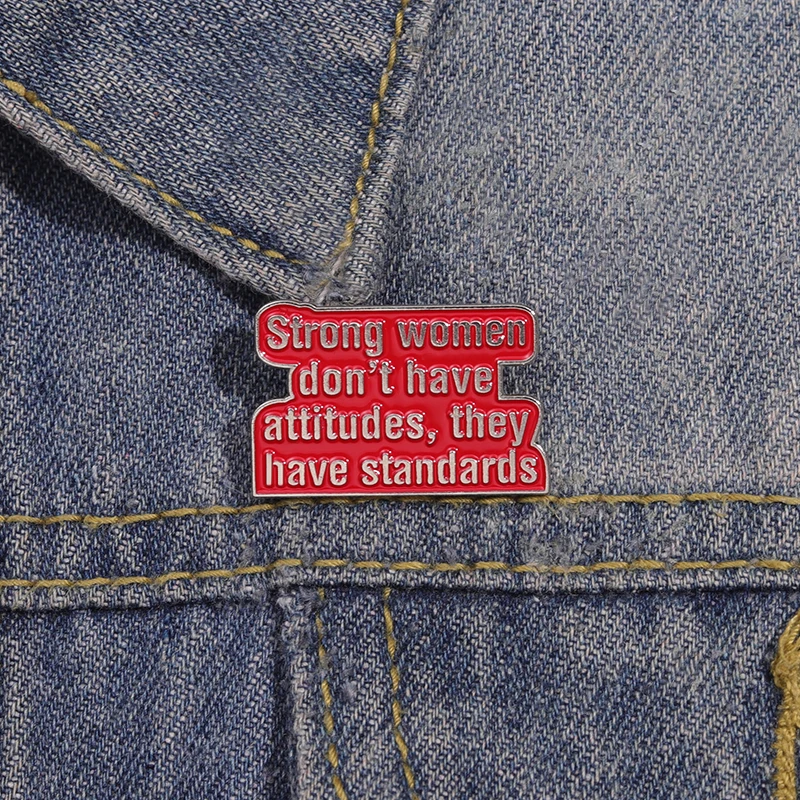 Strong women
don't have
attitudes, they
have standards